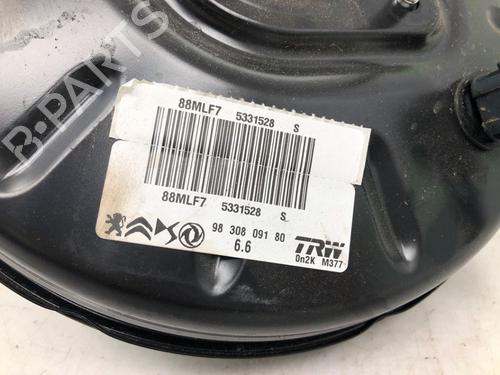 88MLF7 5331528 S
88MLF7 5331528 S
98 308 091 80
6.6
TRW
0n2K M377
B-PARTS